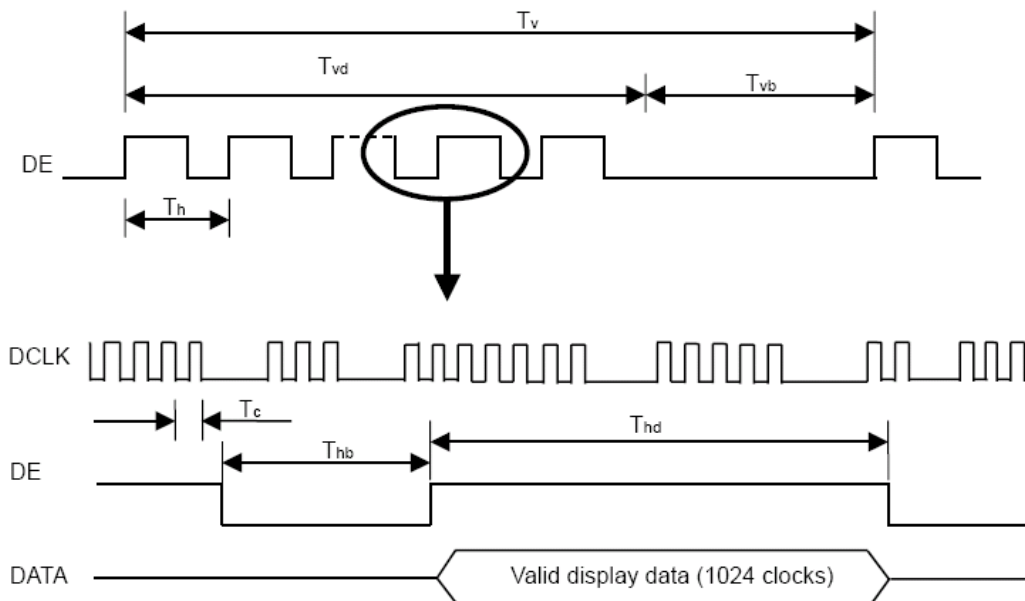 Tv
Tvd
Tvb
DE
Th
DCLK
Tc
Thd
Thb
DE
DATA
Valid display data (1024 clocks)